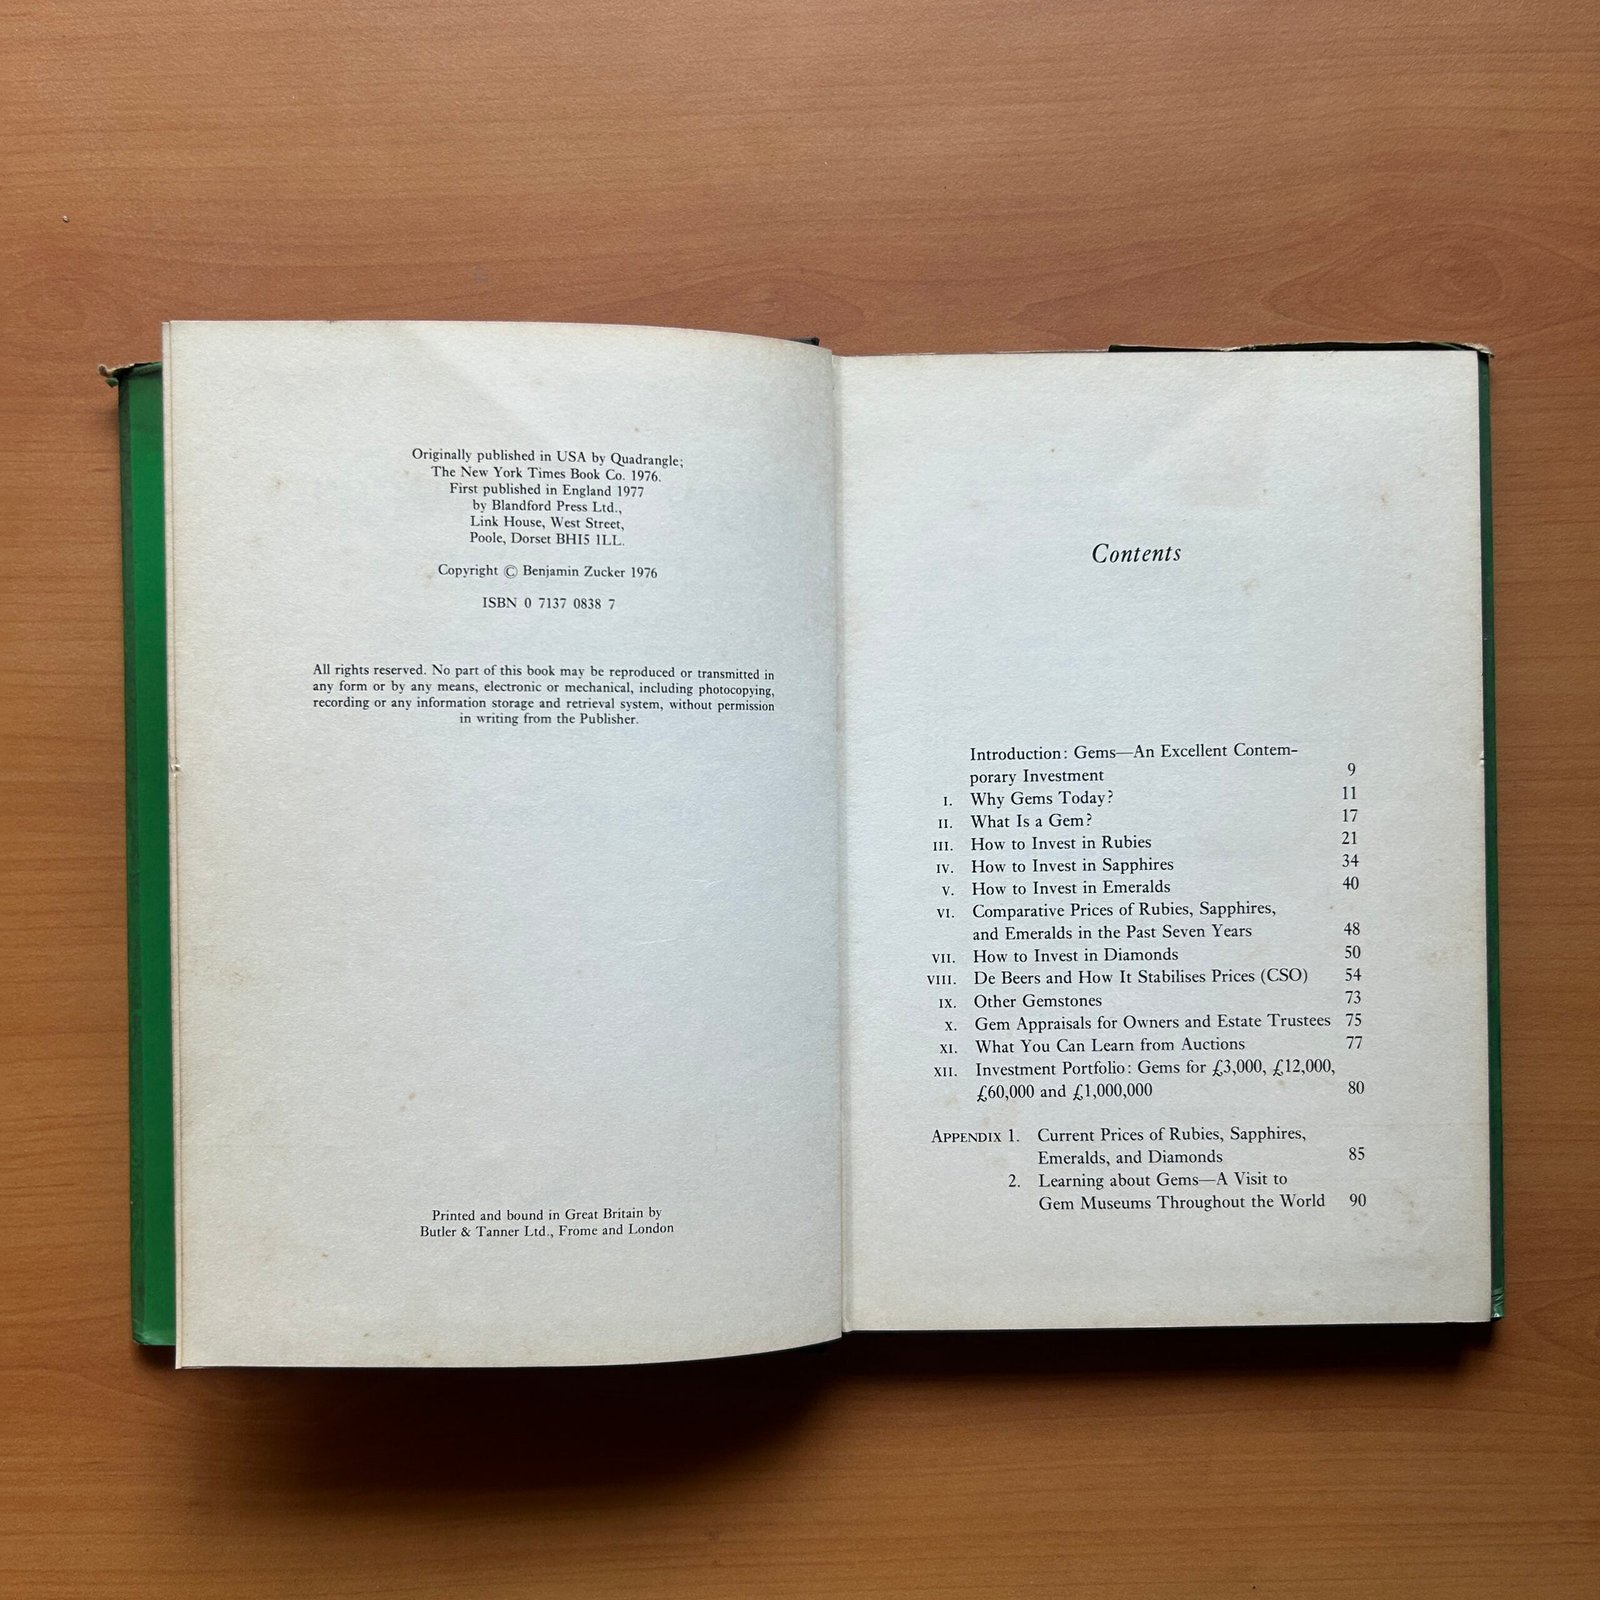 Originally published in USA by Quadrangle;
The New York Times Book Co. 1976.
First published in England 1977
by Blandford Press Ltd.,
Link House, West Street,
Poole, Dorset BH15 1LL.
Copyright © Benjamin Zucker 1976
ISBN 0 7137 0838 7
All rights reserved. No part of this book may be reproduced or transmitted in
any form or by any means, electronic or mechanical, including photocopying,
recording or any information storage and retrieval system, without permission
in writing from the Publisher.
Printed and bound in Great Britain by
Butler & Tanner Ltd., Frome and London
Contents
Introduction: Gems—An Excellent Contem-
porary Investment 9
I. Why Gems Today? 11
II. What Is a Gem? 17
III. How to Invest in Rubies 21
IV. How to Invest in Sapphires 34
V. How to Invest in Emeralds 40
VI. Comparative Prices of Rubies, Sapphires,
and Emeralds in the Past Seven Years 48
VII. How to Invest in Diamonds 50
VIII. De Beers and How It Stabilises Prices (CSO) 54
IX. Other Gemstones 73
X. Gem Appraisals for Owners and Estate Trustees 75
XI. What You Can Learn from Auctions 77
XII. Investment Portfolio: Gems for £3,000, £12,000,
£60,000 and £1,000,000 80
APPENDIX 1. Current Prices of Rubies, Sapphires,
Emeralds, and Diamonds 85
2. Learning about Gems—A Visit to
Gem Museums Throughout the World 90